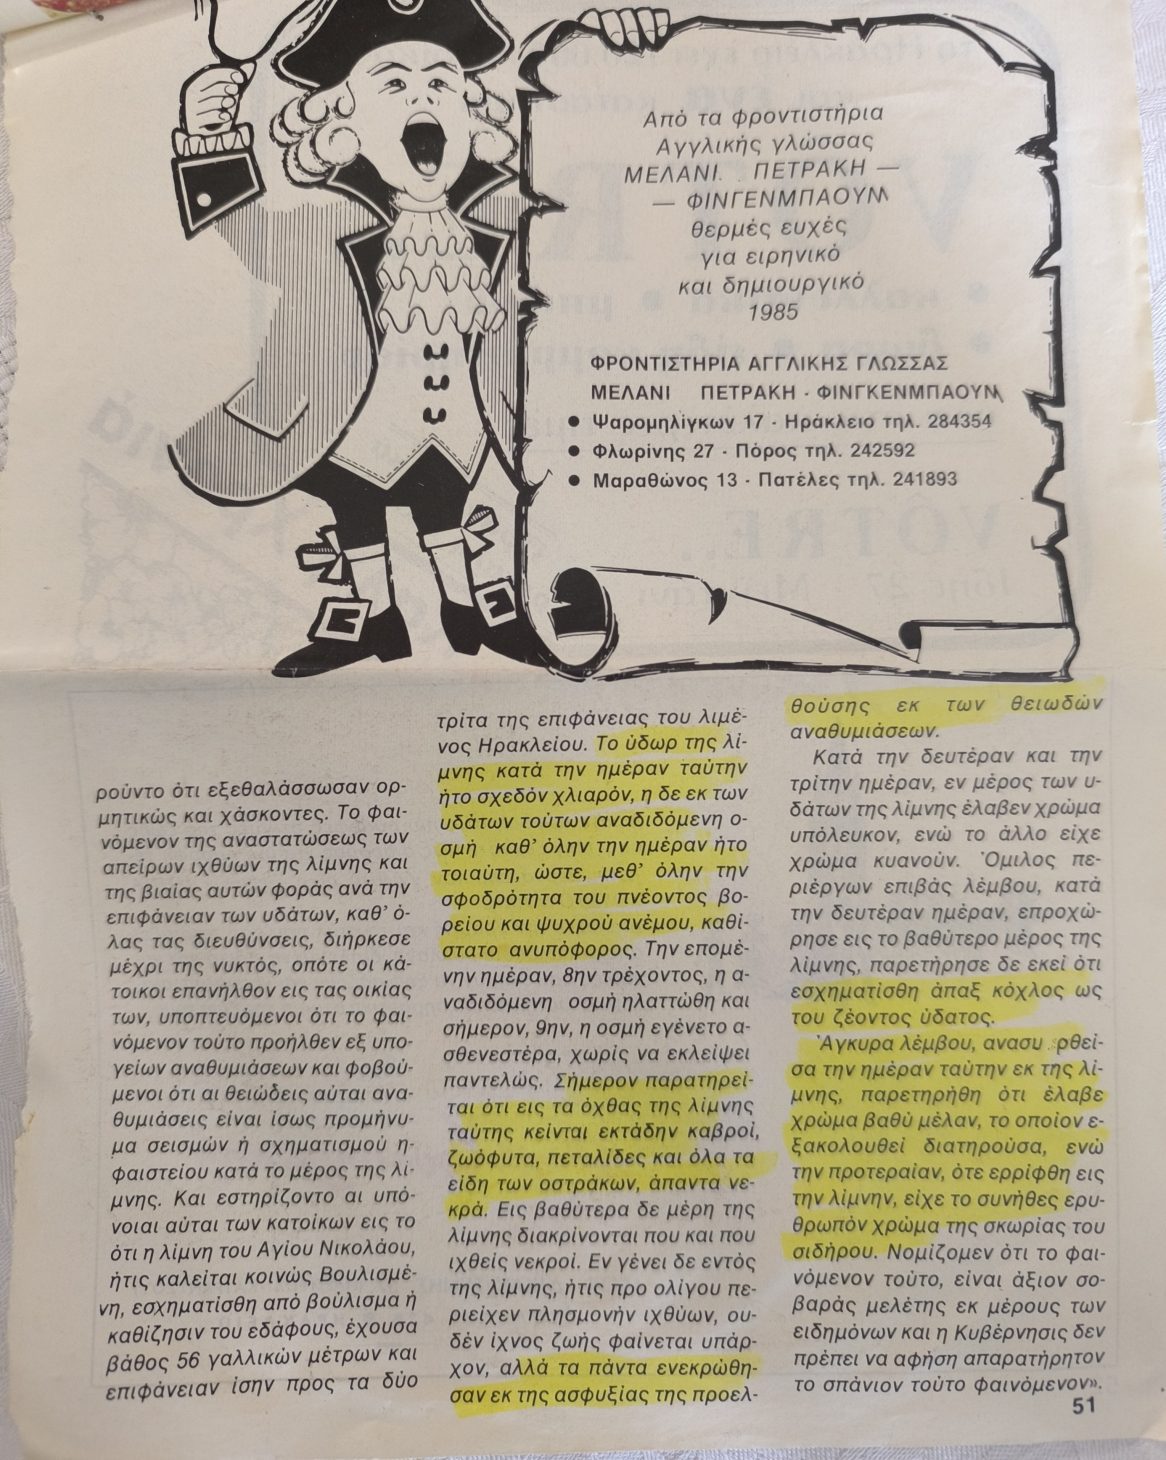 Από τα φροντιστήρια
Αγγλικής γλώσσας
ΜΕΛΑΝΙ ΠΕΤΡΑΚΗ —
— ΦΙΝΓΕΝΜΠΑΟΥΜ
θερμές ευχές
για ειρηνικό
και δημιουργικό
1985
ΦΡΟΝΤΙΣΤΗΡΙΑ ΑΓΓΛΙΚΗΣ ΓΛΩΣΣΑΣ
ΜΕΛΑΝΙ ΠΕΤΡΑΚΗ - ΦΙΝΓΚΕΝΜΠΑΟΥΜ
● Ψαρομηλίγκων 17 - Ηράκλειο τηλ. 284354
● Φλωρίνης 27 - Πόρος τηλ. 242592
● Μαραθώνος 13 - Πατέλες τηλ. 241893
ρούντο ότι εξεθαλάσσωσαν ορ-
μητικώς και χάσκοντες. Το φαι-
νόμενον της αναστατώσεως των
απείρων ιχθύων της λίμνης και
της βιαίας αυτών φοράς ανά την
επιφάνειαν των υδάτων, καθ' ό-
λας τας διευθύνσεις, διήρκεσε
μέχρι της νυκτός, οπότε οι κά-
τοικοι επανήλθον εις τας οικίας
των, υποπτευόμενοι ότι το φαι-
νόμενον τούτο προήλθεν εξ υπο-
γείων αναθυμιάσεων και φοβού-
μενοι ότι αι θειώδεις αύται ανα-
θυμιάσεις είναι ίσως προμήνυ-
μα σεισμών ή σχηματισμού η-
φαιστείου κατά το μέρος της λί-
μνης. Και εστηρίζοντο αι υπό-
νοιαι αύται των κατοίκων εις το
ότι η λίμνη του Αγίου Νικολάου,
ήτις καλείται κοινώς Βουλισμέ-
νη, εσχηματίσθη από βούλισμα ή
καθίζησιν του εδάφους, έχουσα
βάθος 56 γαλλικών μέτρων και
επιφάνειαν ίσην προς τα δύο
τρίτα της επιφάνειας του λιμέ-
νος Ηρακλείου. Το ύδωρ της λί-
μνης κατά την ημέραν ταύτην
ήτο σχεδόν χλιαρόν, η δε εκ των
υδάτων τούτων αναδιδόμενη ο-
σμή καθ' όλην την ημέραν ήτο
τοιαύτη, ώστε, μεθ' όλην την
σφοδρότητα του πνέοντος βο-
ρείου και ψυχρού ανέμου, καθί-
στατο ανυπόφορος. Την επομέ-
νην ημέραν, 8ην τρέχοντος, η α-
ναδιδόμενη οσμή ηλαττώθη και
σήμερον, 9ην, η οσμή εγένετο α-
σθενεστέρα, χωρίς να εκλείψει
παντελώς. Σήμερον παρατηρεί-
ται ότι εις τα όχθας της λίμνης
ταύτης κείνται εκτάδην καβροί,
ζωόφυτα, πεταλίδες και όλα τα
είδη των οστράκων, άπαντα νε-
κρά. Εις βαθύτερα δε μέρη της
λίμνης διακρίνονται που και που
ιχθείς νεκροί. Εν γένει δε εντός
της λίμνης, ήτις προ ολίγου πε-
ριείχεν πλησμονήν ιχθύων, ου-
δέν ίχνος ζωής φαίνεται υπάρ-
χον, αλλά τα πάντα ενεκρώθη-
σαν εκ της ασφυξίας της προελ-
θούσης εκ των θειωδών
αναθυμιάσεων.
Κατά την δευτέραν και την
τρίτην ημέραν, εν μέρος των υ-
δάτων της λίμνης έλαβεν χρώμα
υπόλευκον, ενώ το άλλο είχε
χρώμα κυανούν. Όμιλος πε-
ριέργων επιβάς λέμβου, κατά
την δευτέραν ημέραν, επροχώ-
ρησε εις το βαθύτερο μέρος της
λίμνης, παρετήρησε δε εκεί ότι
εσχηματίσθη άπαξ κόχλος ως
του ζέοντος ύδατος.
Άγκυρα λέμβου, ανασυρθεί-
σα την ημέραν ταύτην εκ της λί-
μνης, παρετηρήθη ότι έλαβε
χρώμα βαθύ μέλαν, το οποίον ε-
ξακολουθεί διατηρούσα, ενώ
την προτεραίαν, ότε ερρίφθη εις
την λίμνην, είχε το συνήθες ερυ-
θρωπόν χρώμα της σκωρίας του
σιδήρου. Νομίζομεν ότι το φαι-
νόμενον τούτο, είναι άξιον σο-
βαράς μελέτης εκ μέρους των
ειδημόνων και η Κυβέρνησις δεν
πρέπει να αφήση απαρατήρητον
το σπάνιον τούτο φαινόμενον».
51